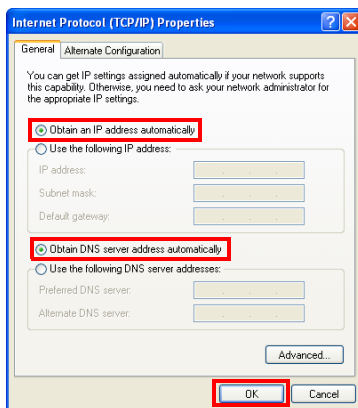 Internet Protocol (TCP/IP) Properties
General
Alternate Configuration
You can get IP settings assigned automatically if your network supports
this capability. Otherwise, you need to ask your network administrator for
the appropriate IP settings.
Obtain an IP address automatically
Use the following IP address:
IP address:
Subnet mask:
Default gateway:
Obtain DNS server address automatically
Use the following DNS server addresses:
Preferred DNS server:
Alternate DNS server:
Advanced...
OK
Cancel